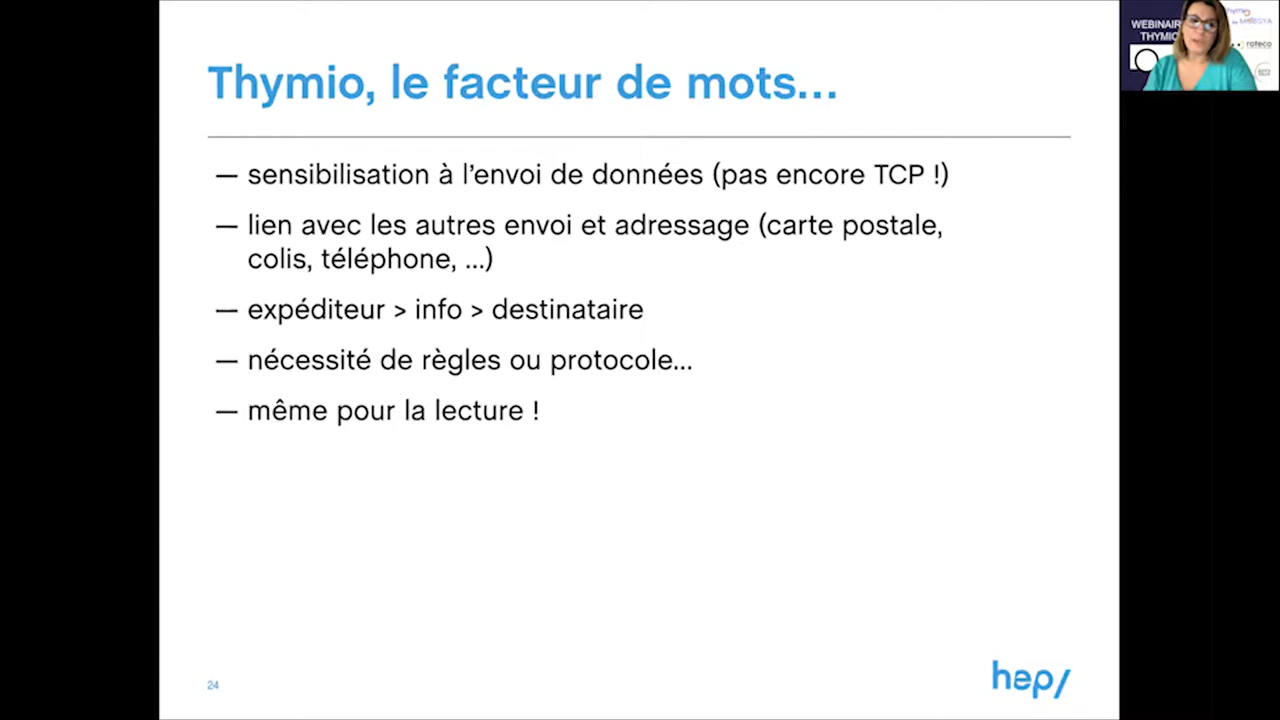 Thymio, le facteur de mots...
— sensibilisation à l'envoi de données (pas encore TCP !)
— lien avec les autres envoi et adressage (carte postale,
colis, téléphone, ...)
— expéditeur > info > destinataire
— nécessité de règles ou protocole...
— même pour la lecture !
24
hep/
WEBINAIRE
THYMIO
roteco